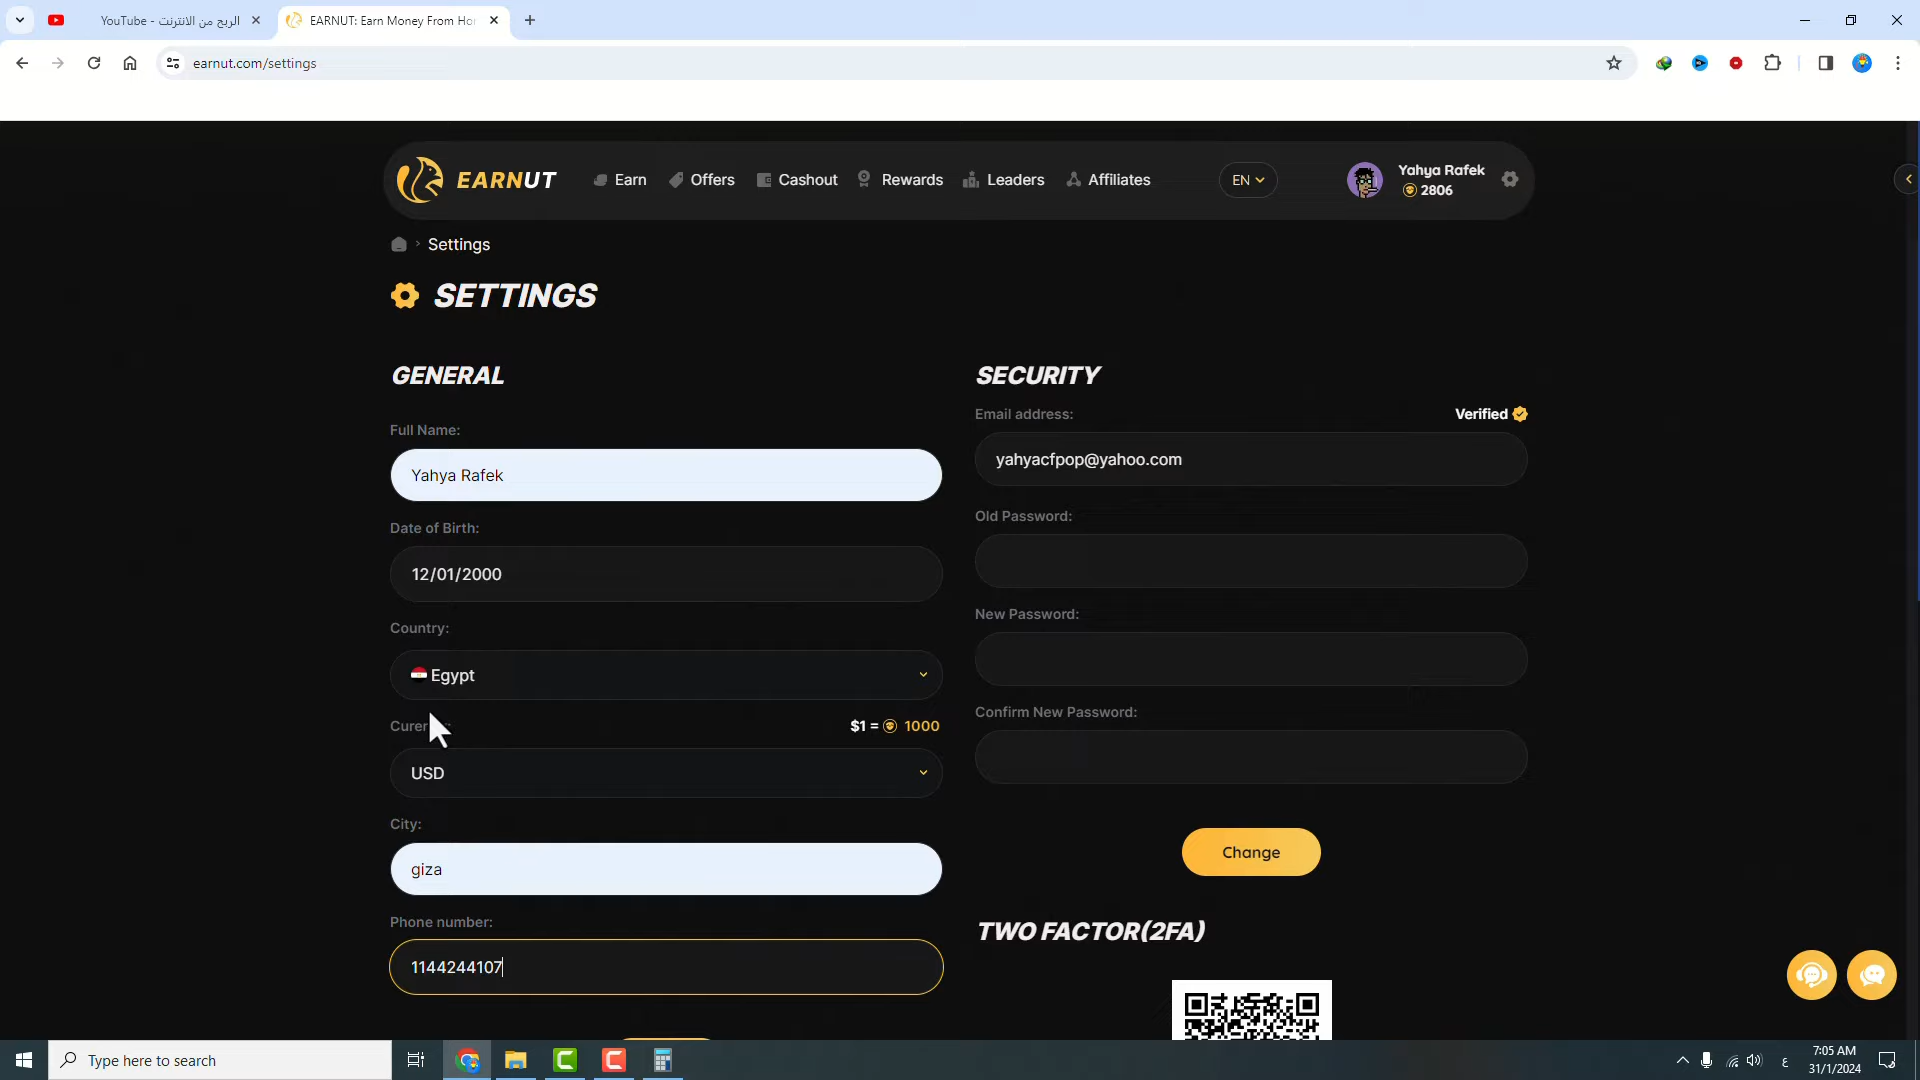 YouTube - الربح من الانترنت
EARNUT: Earn Money From Ho
earnut.com/settings
EARNUT
Earn
Offers
Cashout
Rewards
Leaders
Affiliates
EN
Yahya Rafek
2806
Settings
SETTINGS
GENERAL
Full Name:
Yahya Rafek
Date of Birth:
12/01/2000
Country:
Egypt
$1 = 1000
USD
City:
giza
Phone number:
1144244107
SECURITY
Email address:
Verified
yahyacfpop@yahoo.com
Old Password:
New Password:
Confirm New Password:
Change
TWO FACTOR(2FA)
Type here to search
ع
7:05 AM
31/1/2024